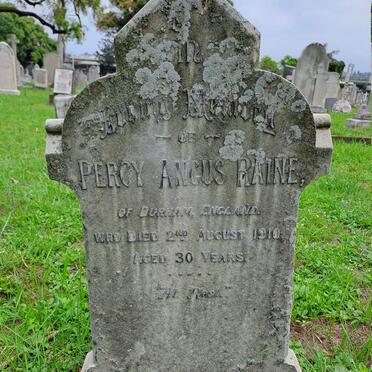 In
Loving Memory
— OF —
PERCY ANGUS RAINE,
OF DURHAM, ENGLAND.
WHO DIED 2ND AUGUST 1910.
AGED 30 YEARS.
"At Rest."